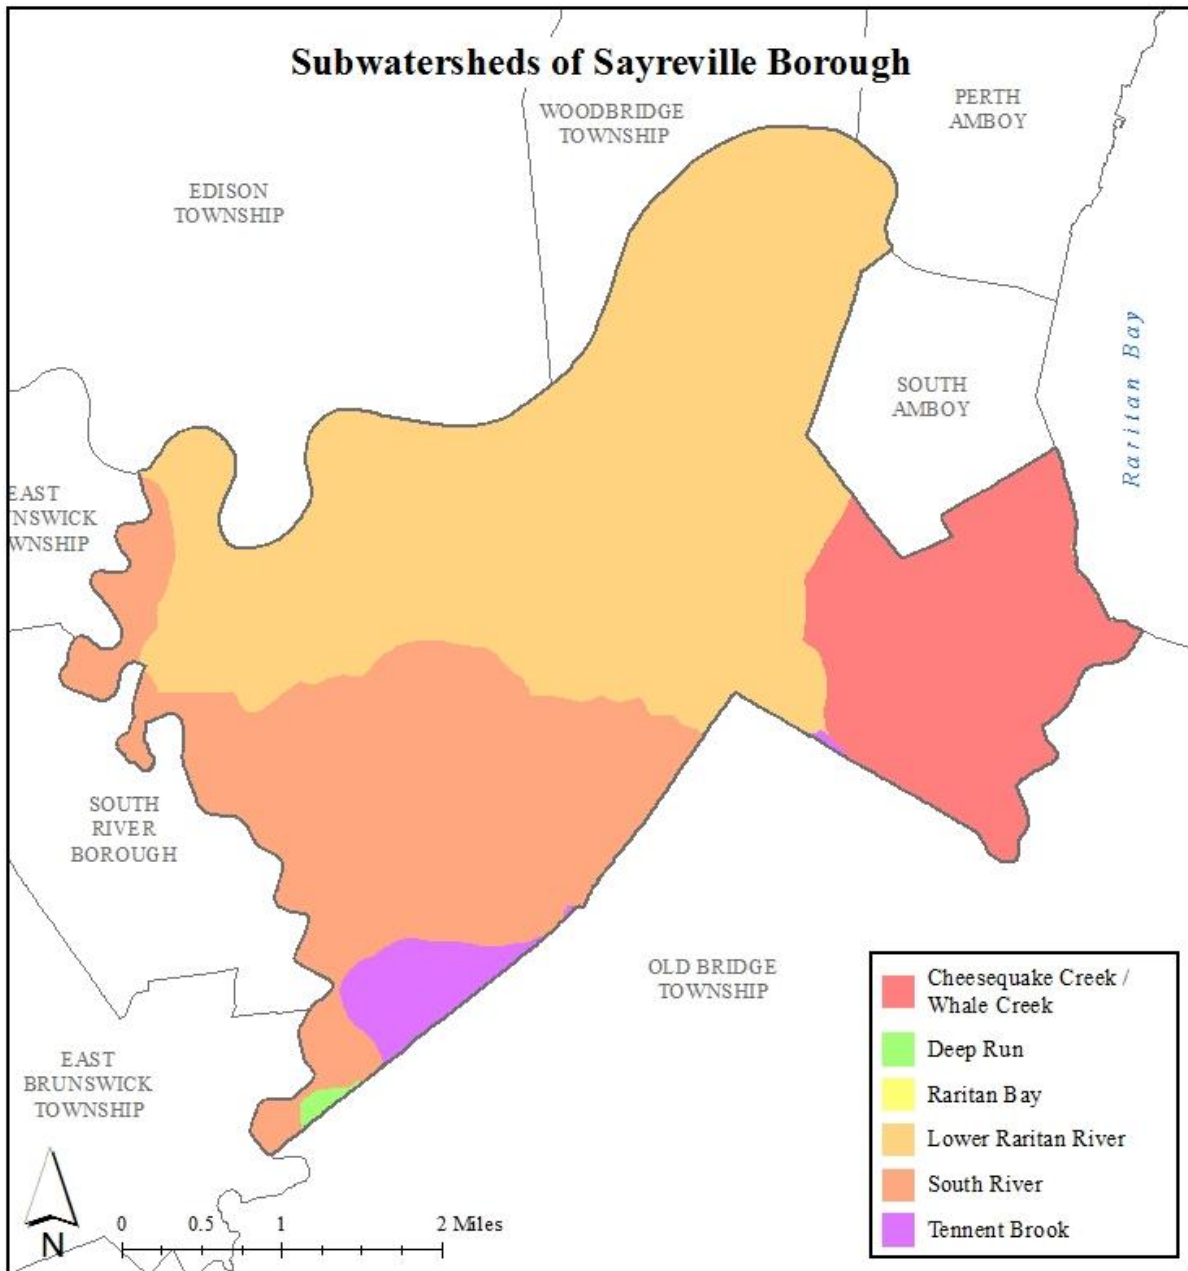 Subwatersheds of Sayreville Borough
WOODBRIDGE
TOWNSHIP
PERTH
AMBOY
EDISON
TOWNSHIP
Raritan Bay
SOUTH
AMBOY
EAST
NSWICK
WNSHIP
SOUTH
RIVER
BOROUGH
OLD BRIDGE
TOWNSHIP
EAST
BRUNSWICK
TOWNSHIP
Cheesequake Creek /
Whale Creek
Deep Run
Raritan Bay
Lower Raritan River
South River
Tennent Brook
N
0 0.5 1 2 Miles